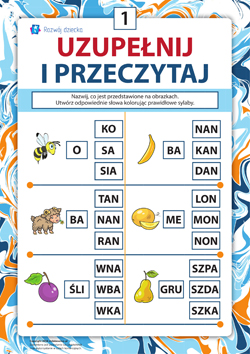 1
Rozwój dziecka
UZUPEŁNIJ
I PRZECZYTAJ
Nazwij, co jest przedstawione na obrazkach.
Utwórz odpowiednie słowa kolorując prawidłowe sylaby.
O
KO
SA
SIA
BA
NAN
KAN
DAN
BA
TAN
NAN
RAN
ME
LON
MON
NON
ŚLI
WNA
WBA
WKA
GRU
SZPA
SZDA
SZKA